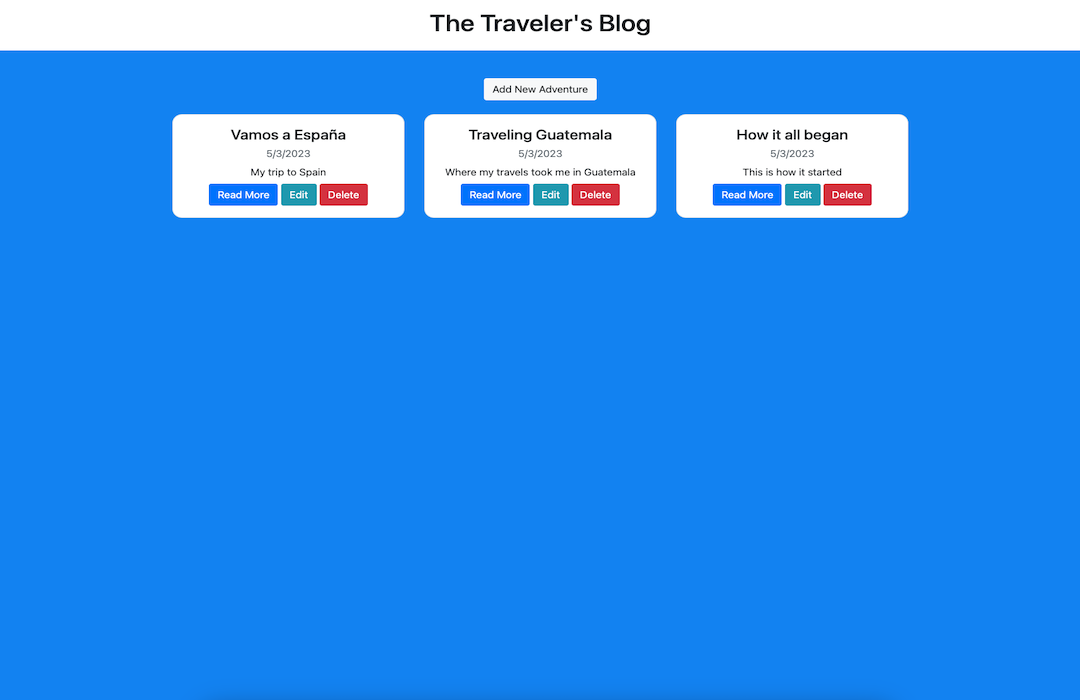 The Traveler's Blog
Add New Adventure
Vamos a España
5/3/2023
My trip to Spain
Read More Edit Delete
Traveling Guatemala
5/3/2023
Where my travels took me in Guatemala
Read More Edit Delete
How it all began
5/3/2023
This is how it started
Read More Edit Delete